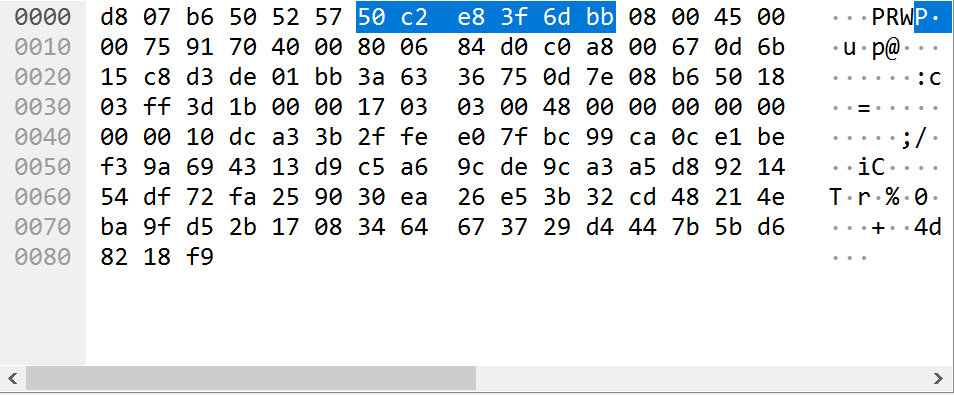 0000 d8 07 b6 50 52 57 50 c2 e8 3f 6d bb 08 00 45 00 ···PRWP·
0010 00 75 91 70 40 00 80 06 84 d0 c0 a8 00 67 0d 6b ·u·p@···
0020 15 c8 d3 de 01 bb 3a 63 36 75 0d 7e 08 b6 50 18 ······:c
0030 03 ff 3d 1b 00 00 17 03 03 00 48 00 00 00 00 00 ··=·····
0040 00 00 10 dc a3 3b 2f fe e0 7f bc 99 ca 0c e1 be ·····;/·
0050 f3 9a 69 43 13 d9 c5 a6 9c de 9c a3 a5 d8 92 14 ··iC····
0060 54 df 72 fa 25 90 30 ea 26 e5 3b 32 cd 48 21 4e T·r·%·0·
0070 ba 9f d5 2b 17 08 34 64 67 37 29 d4 44 7b 5b d6 ···+··4d
0080 82 18 f9 ···